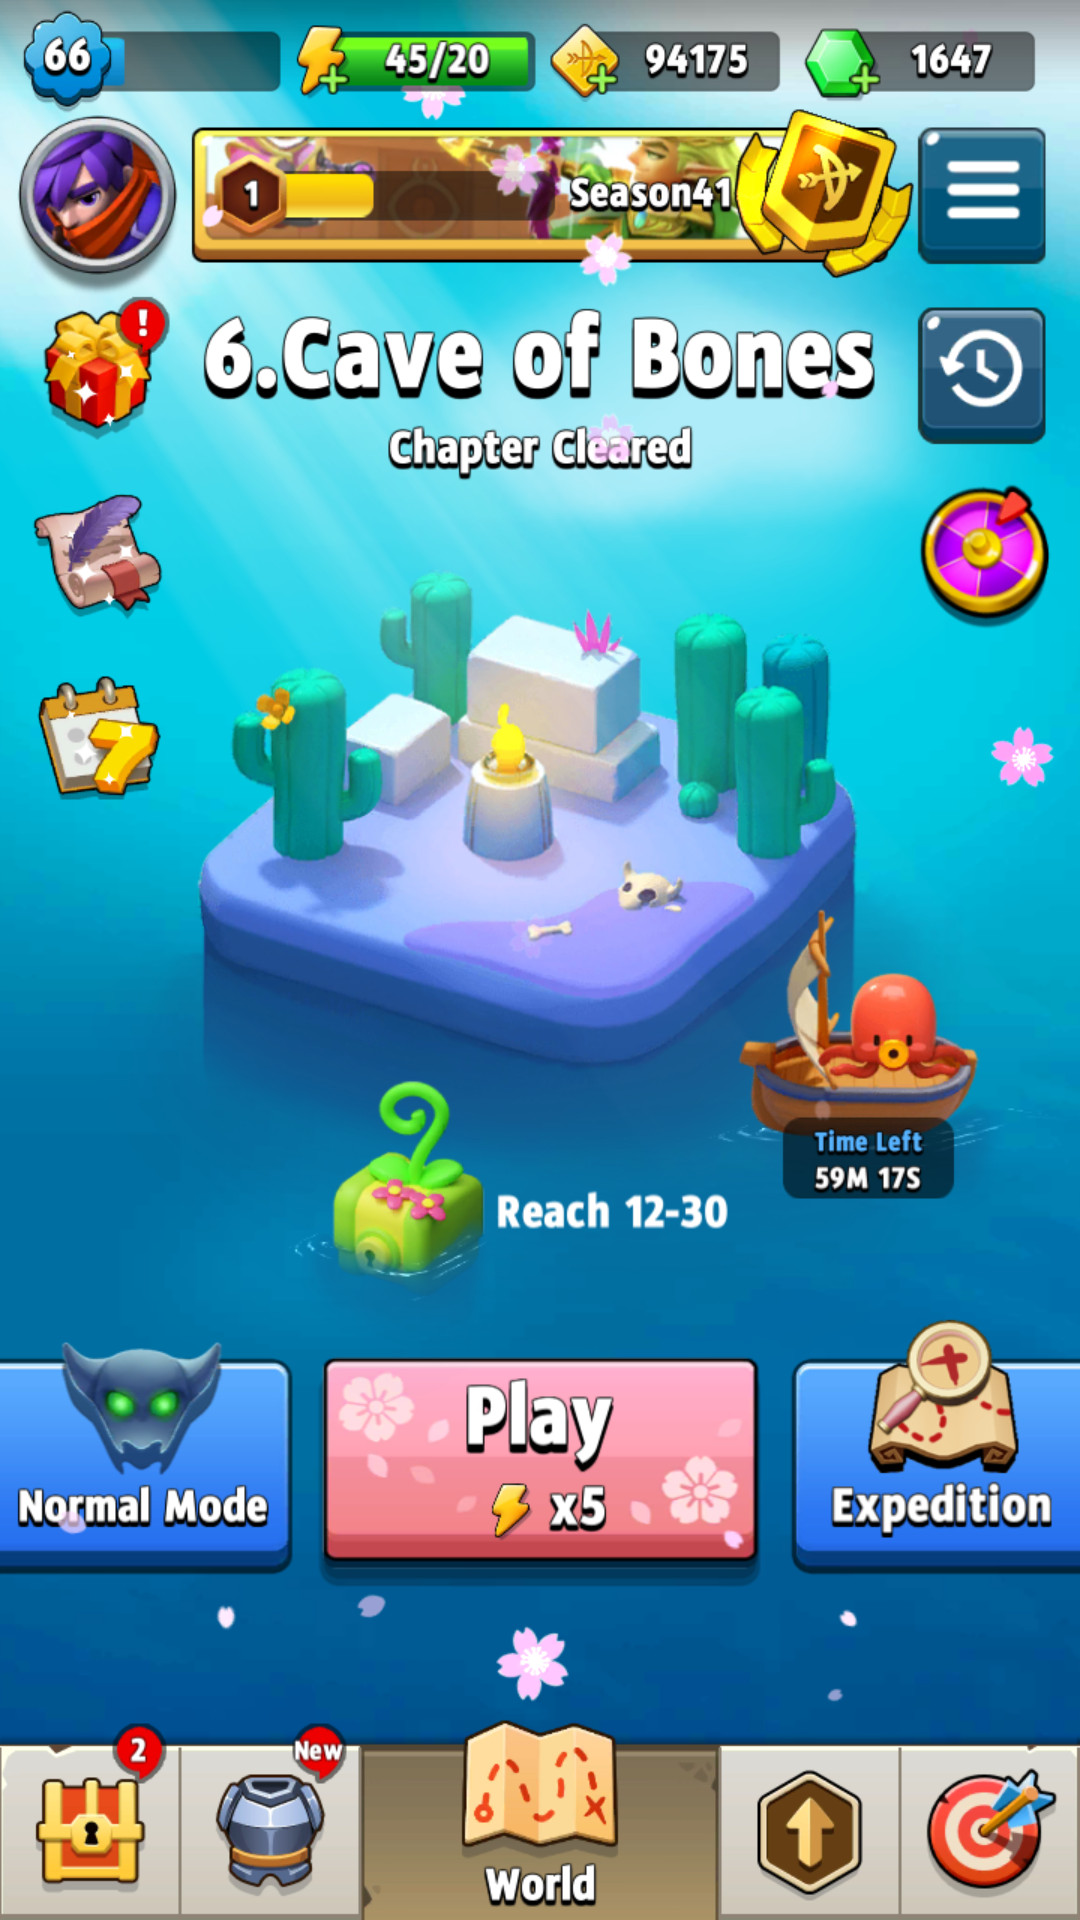 66
45/20
94175
1647
1
Season41
!
6.Cave of Bones
Chapter Cleared
7
Time Left
59M 17S
Reach 12-30
Normal Mode
Play
x5
Expedition
2
New
World